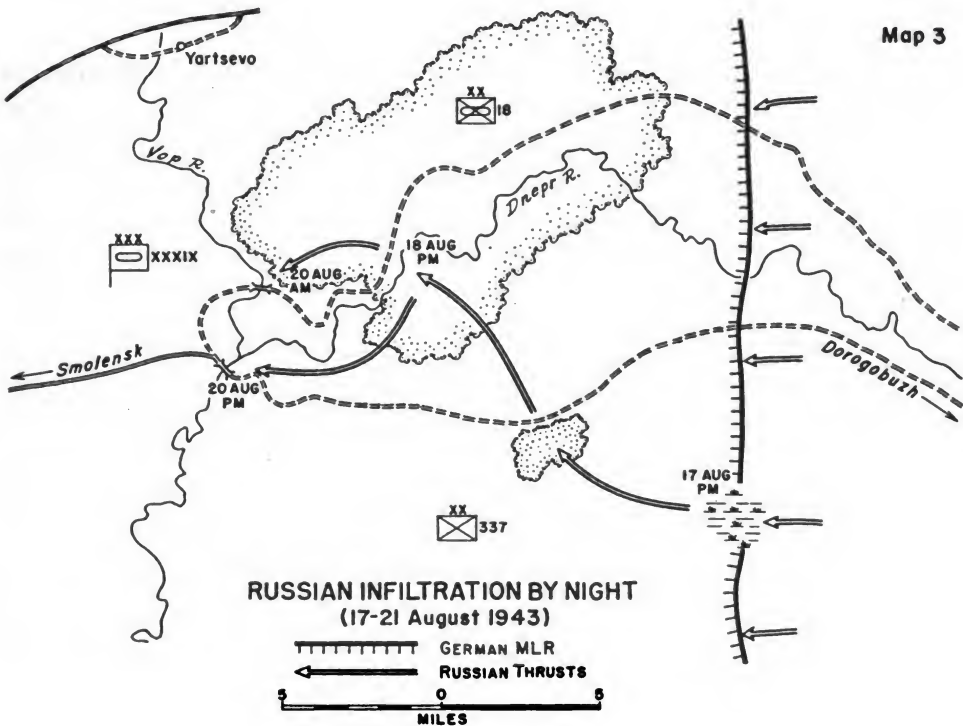 Map 3
Yartsevo
XX
18
Vop R.
Dnepr R.
XXX
XXXIX
18 AUG
PM
20 AUG
AM
Smolensk
20 AUG
PM
Dorogobuzh
17 AUG
PM
XX
337
RUSSIAN INFILTRATION BY NIGHT
(17-21 August 1943)
GERMAN MLR
RUSSIAN THRUSTS
5 0 5
MILES